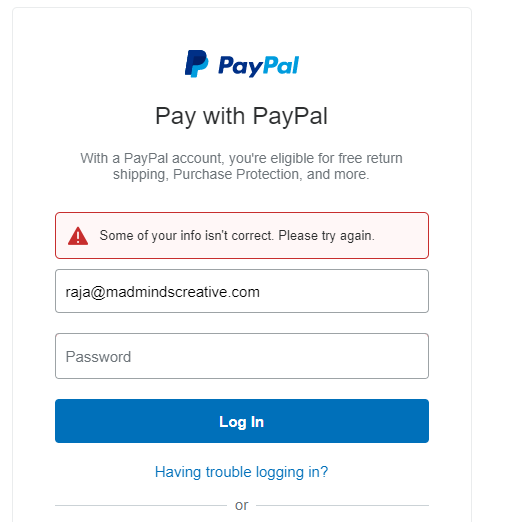 PayPal
Pay with PayPal
With a PayPal account, you're eligible for free return
shipping, Purchase Protection, and more.
Some of your info isn't correct. Please try again.
raja@madmindscreative.com
Password
Log In
Having trouble logging in?
or